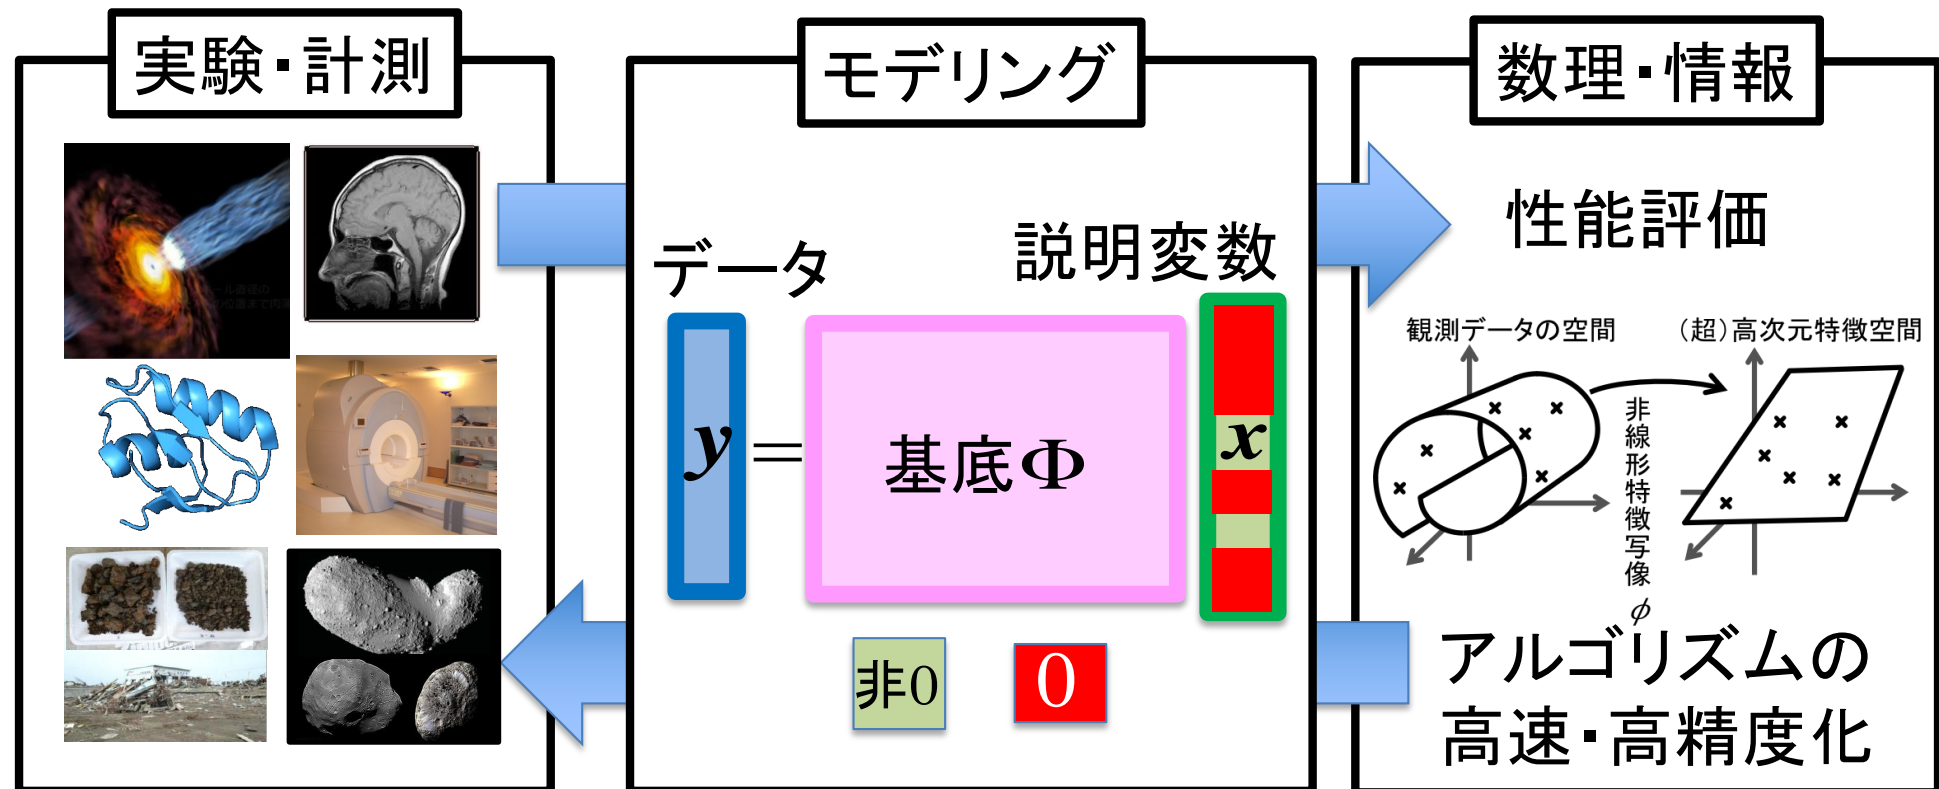 実験・計測
モデリング
数理・情報
性能評価
データ
説明変数
y
=
基底Φ
x
非0
0
観測データの空間
(超)高次元特徴空間
非線形特徴写像
φ
アルゴリズムの
高速・高精度化